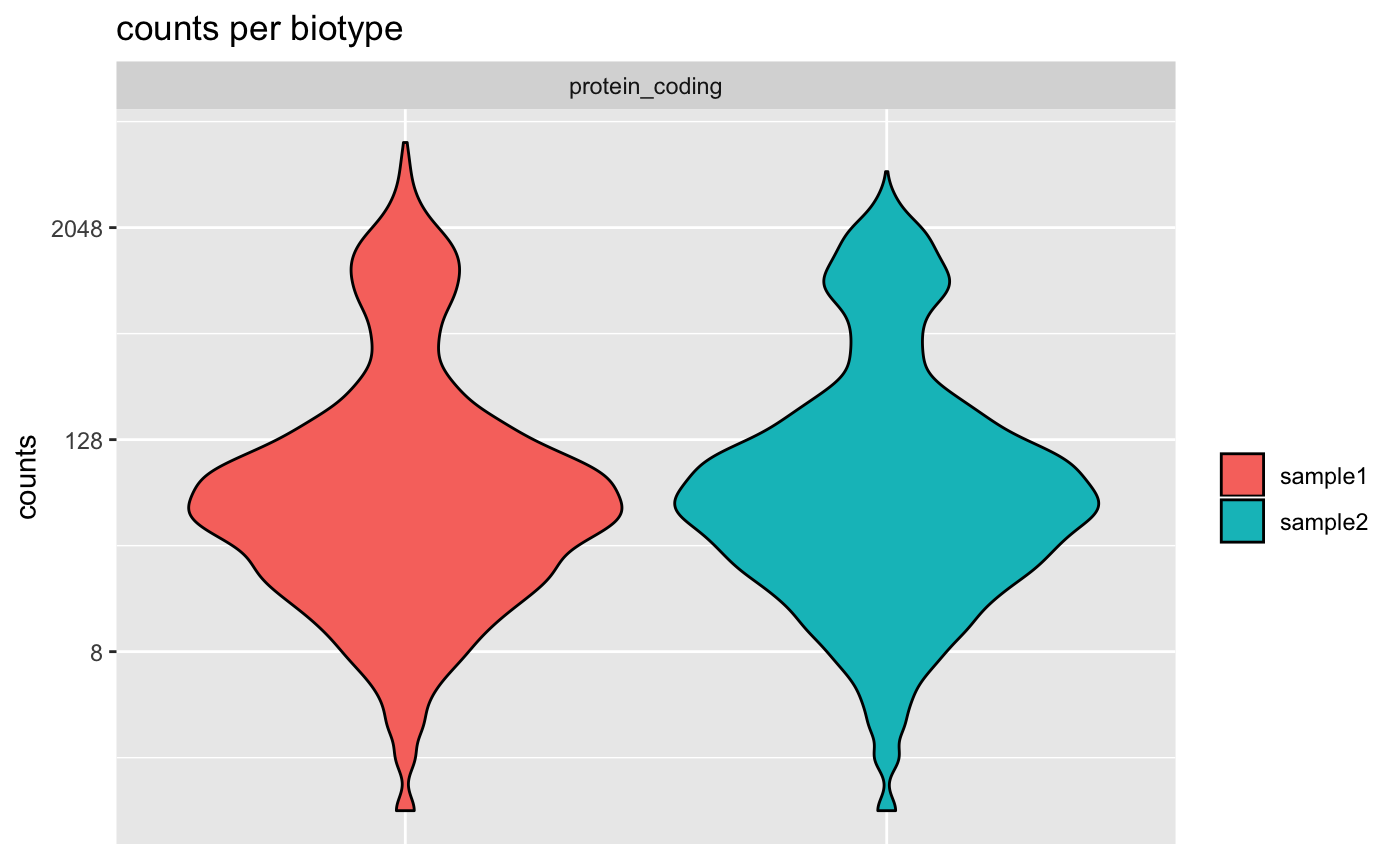 counts per biotype
protein_coding
2048
128
8
counts
sample1
sample2